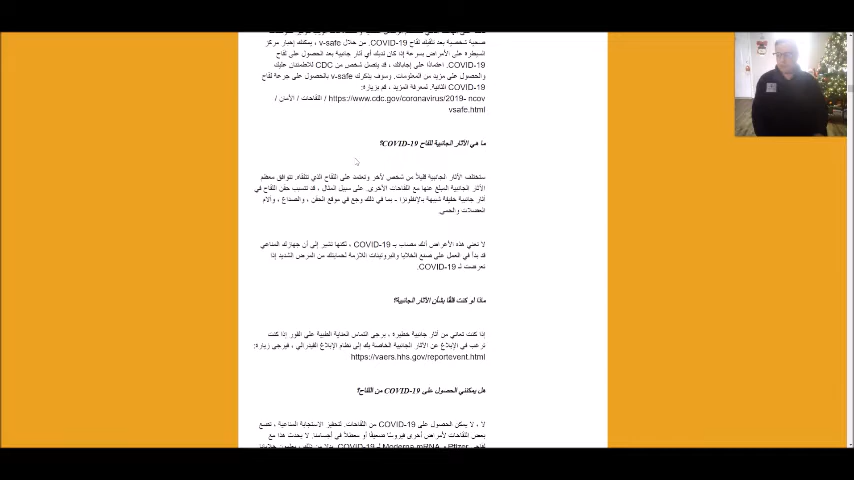 صحية شخصية بعد تلقيك لقاح COVID-19. من خلال v-safe ، يمكنك إخبار مركز
السيطرة على الأمراض بسرعة إذا كان لديك أي آثار جانبية بعد الحصول على لقاح
COVID-19. اعتمادًا على إجاباتك ، قد يتصل شخص من CDC للاطمئنان عليك
والحصول على مزيد من المعلومات. وسوف يذكرك v-safe بالحصول على جرعة لقاح
COVID-19 الثانية. لمعرفة المزيد ، قم بزيارة:
https://www.cdc.gov/coronavirus/2019- ncov / اللقاحات / الأمان /
vsafe.html
ما هي الآثار الجانبية للقاح COVID-19؟
ستختلف الآثار الجانبية قليلاً من شخص لآخر وتعتمد على اللقاح الذي تتلقاه. تتوافق معظم
الآثار الجانبية المبلغ عنها مع اللقاحات الأخرى. على سبيل المثال ، قد تتسبب حقن اللقاح في
آثار جانبية خفيفة شبيهة بالإنفلونزا - بما في ذلك وجع في موقع الحقن ، والصداع ، وآلام
العضلات والحمى.
لا تعني هذه الأعراض أنك مصاب بـ COVID-19 ، لكنها تشير إلى أن جهازك المناعي
قد بدأ في العمل على صنع الخلايا والبروتينات اللازمة لحمايتك من المرض الشديد إذا
تعرضت لـ COVID-19.
ماذا لو كنت قلقًا بشأن الآثار الجانبية؟
إذا كنت تعاني من آثار جانبية خطيرة ، يرجى التماس العناية الطبية على الفور إذا كنت
ترغب في الإبلاغ عن الآثار الجانبية الخاصة بك إلى نظام الإبلاغ الفيدرالي ، فيرجى زيارة:
https://vaers.hhs.gov/reportevent.html
هل يمكنني الحصول على COVID-19 من اللقاح؟
لا ، لا يمكن الحصول على COVID-19 من اللقاحات. لتحفيز الاستجابة المناعية ، تضع
بعض اللقاحات لأمراض أخرى فيروسًا ضعيفًا أو معطلاً في أجسامنا. لا يحدث هذا مع